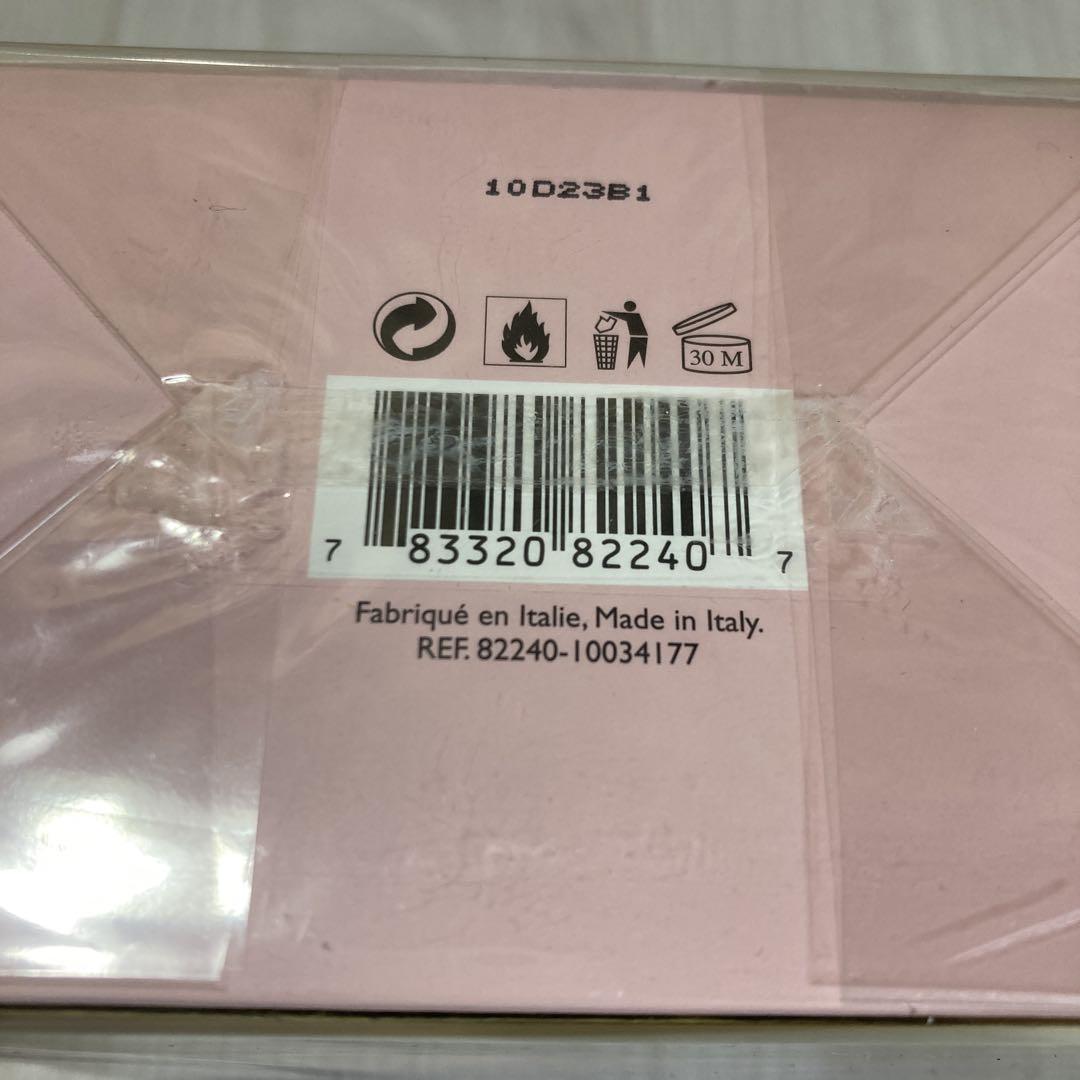 10D23B1
30 M
7 83320 82240 7
Fabriqué en Italie, Made in Italy.
REF. 82240-10034177